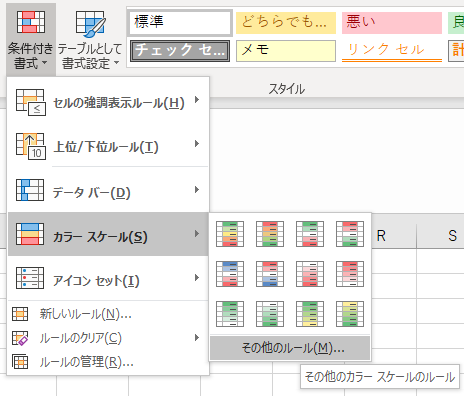 条件付き
書式
テーブルとして
書式設定
標準
どちらでも...
悪い
チェック セ...
メモ
リンク セル
スタイル
セルの強調表示ルール(H)
上位/下位ルール(T)
10
データ バー(D)
カラー スケール(S)
アイコン セット(I)
新しいルール(N)...
ルールのクリア(C)
ルールの管理(R)...
その他のルール(M)...
その他のカラー スケールのルール
R
S